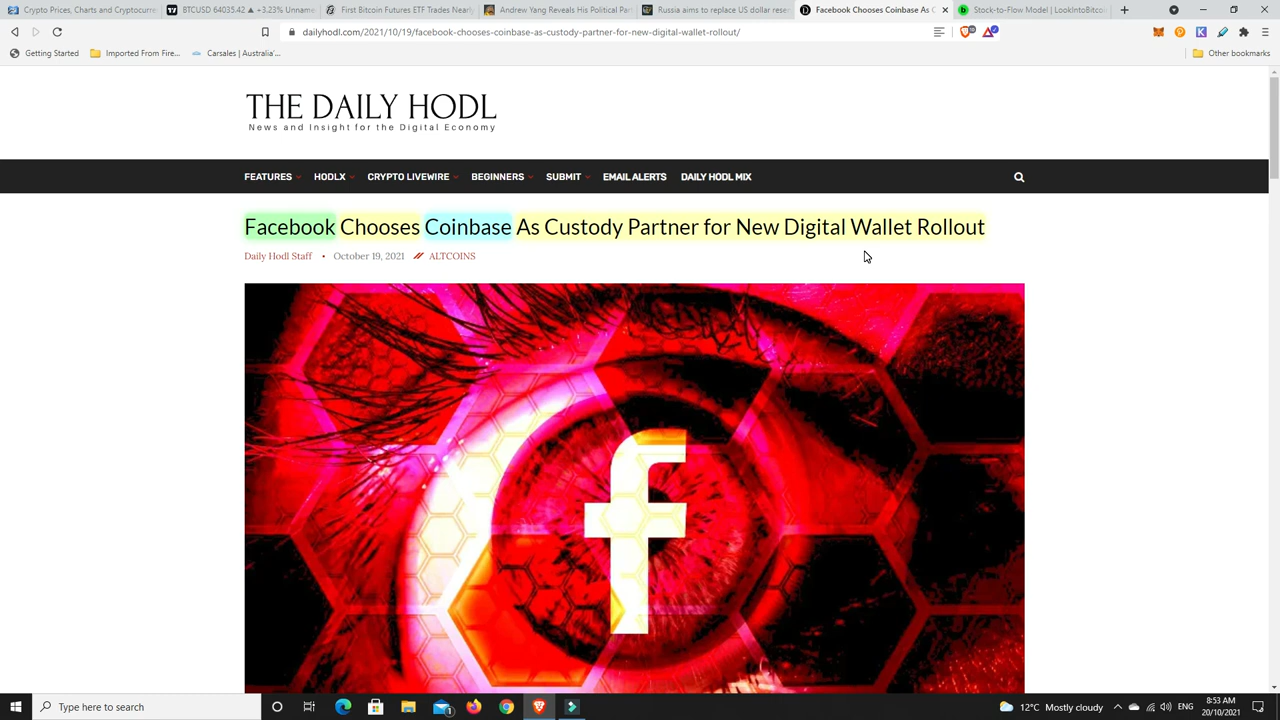 Crypto Prices, Charts and Cryptocurr
BTCUSD 64035.42 ▲ +3.23% Unname
First Bitcoin Futures ETF Trades Nearly
Andrew Yang Reveals His Political Par
Russia aims to replace US dollar rese
Facebook Chooses Coinbase As C
Stock-to-Flow Model | LookIntoBitco
dailyhodl.com/2021/10/19/facebook-chooses-coinbase-as-custody-partner-for-new-digital-wallet-rollout/
Getting Started
Imported From Fire...
Carsales | Australia'...
Other bookmarks
THE DAILY HODL
News and Insight for the Digital Economy
FEATURES HODLX CRYPTO LIVEWIRE BEGINNERS SUBMIT EMAIL ALERTS DAILY HODL MIX
Facebook Chooses Coinbase As Custody Partner for New Digital Wallet Rollout
Daily Hodl Staff • October 19, 2021 ALTCOINS
f
Type here to search
12°C Mostly cloudy
ENG
8:53 AM
20/10/2021